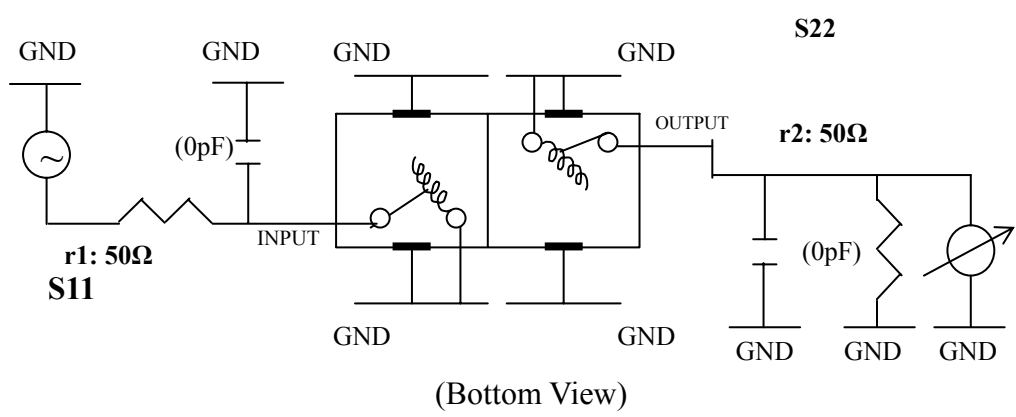 S22
GND
GND
GND
GND
OUTPUT
r2: 50Ω
(0pF)
~
INPUT
(0pF)
r1: 50Ω
S11
GND
GND
GND
GND
GND
(Bottom View)